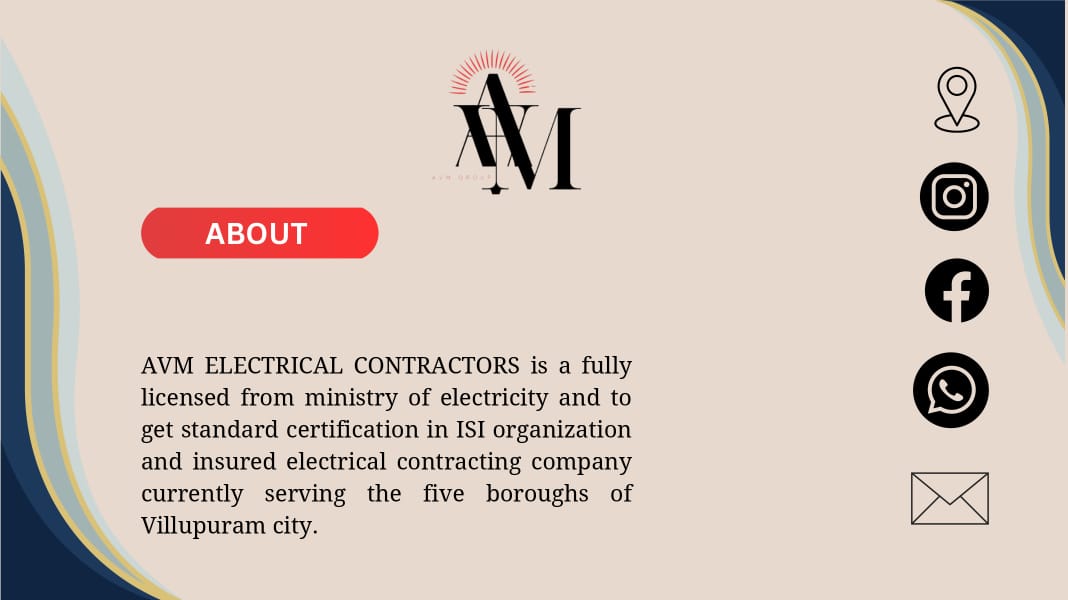 AVM
AVM GROUP
ABOUT
AVM ELECTRICAL CONTRACTORS is a fully
licensed from ministry of electricity and to
get standard certification in ISI organization
and insured electrical contracting company
currently serving the five boroughs of
Villupuram city.